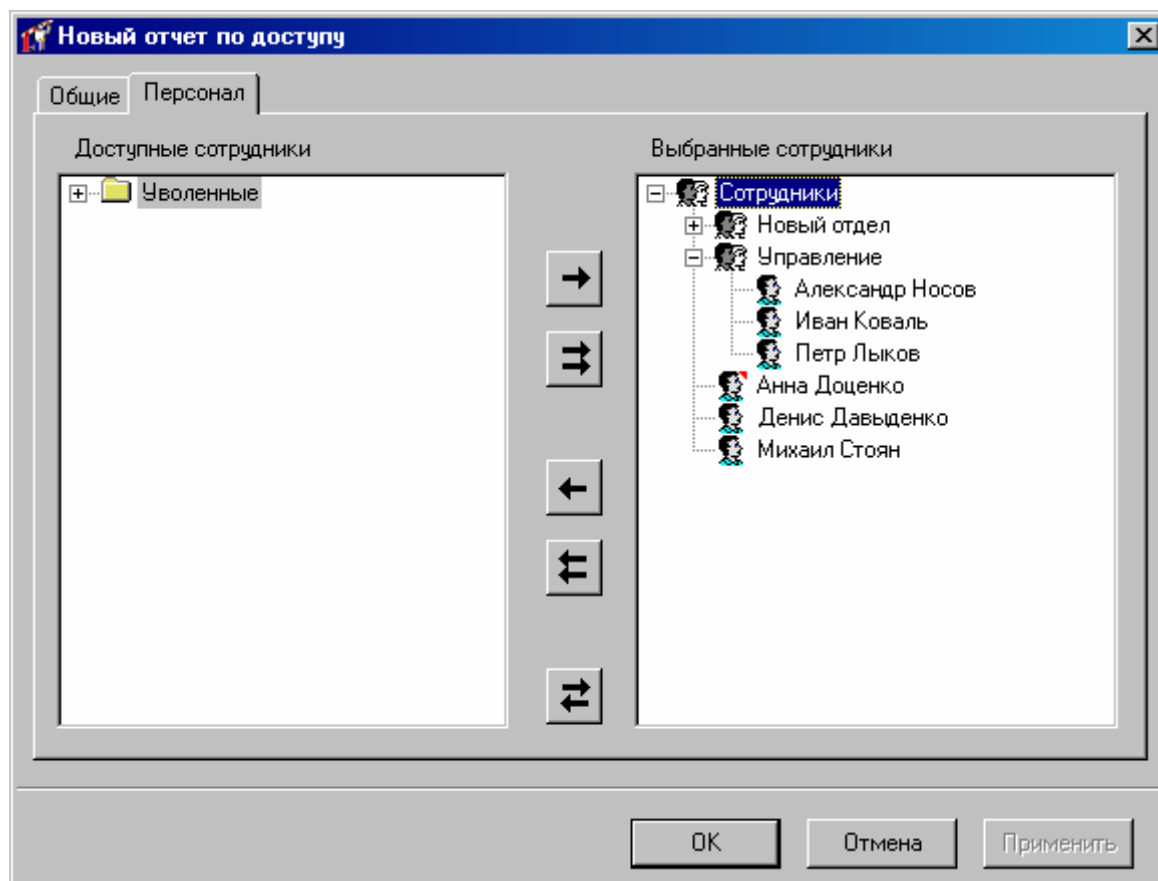 Новый отчет по доступу
Общие
Персонал
Доступные сотрудники
Выбранные сотрудники
Уволенные
Сотрудники
Новый отдел
Управление
Александр Носов
Иван Коваль
Петр Лыков
Анна Доценко
Денис Давыденко
Михаил Стоян
OK
Отмена
Применить